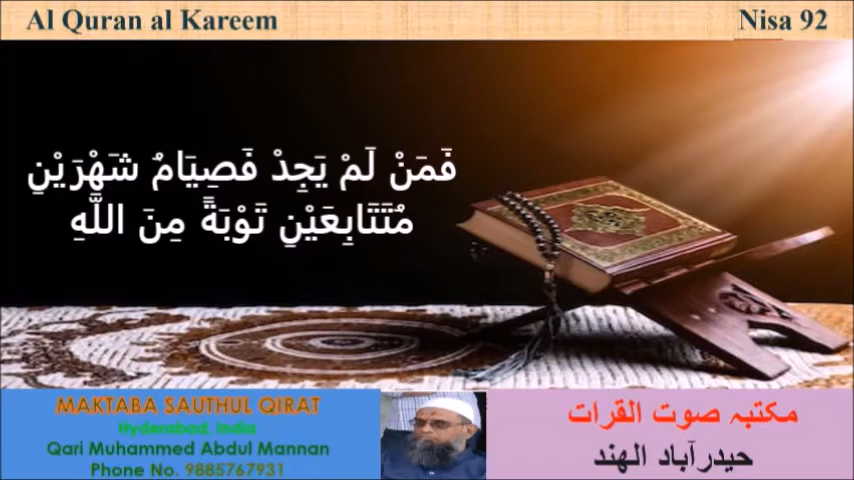 Al Quran al Kareem
Nisa 92
فَمَنْ لَمْ يَجِدْ فَصِيَامُ شَهْرَيْنِ
مُتَتَابِعَيْنِ تَوْبَةً مِنَ اللَّهِ
MAKTABA SAUTHUL QIRAT
Hyderabad, India
Qari Muhammed Abdul Mannan
Phone No. 9885767931
مکتبہ صوت القرات
حیدرآباد الھند